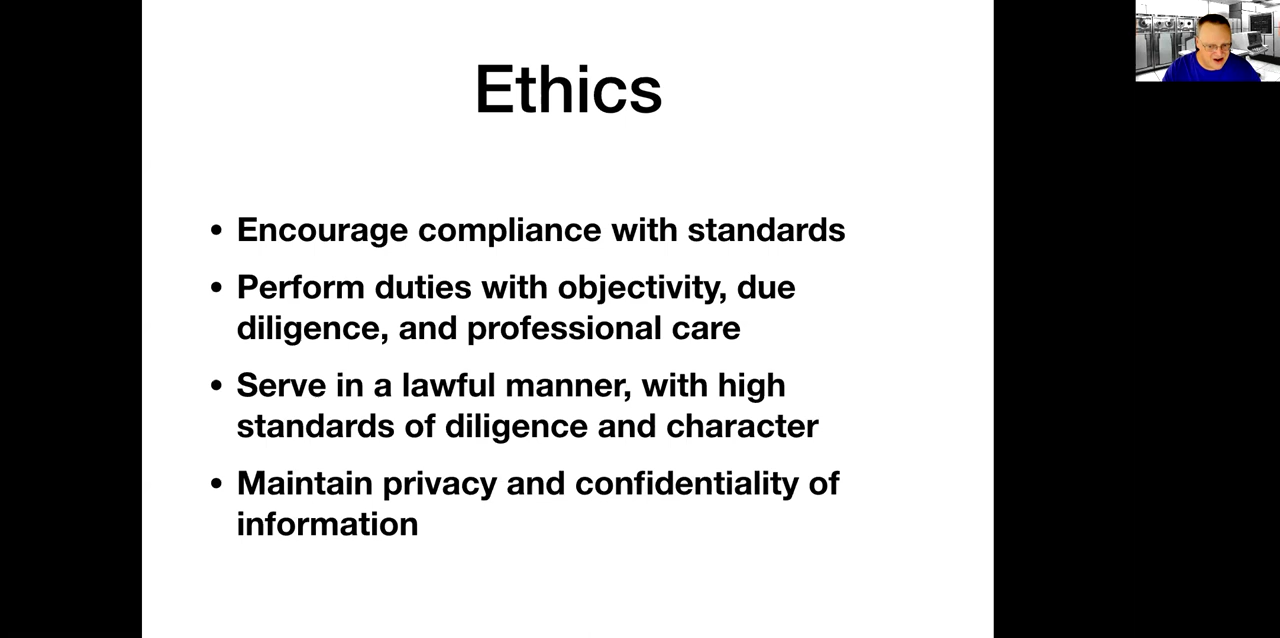 Ethics
• Encourage compliance with standards
• Perform duties with objectivity, due
diligence, and professional care
• Serve in a lawful manner, with high
standards of diligence and character
• Maintain privacy and confidentiality of
information